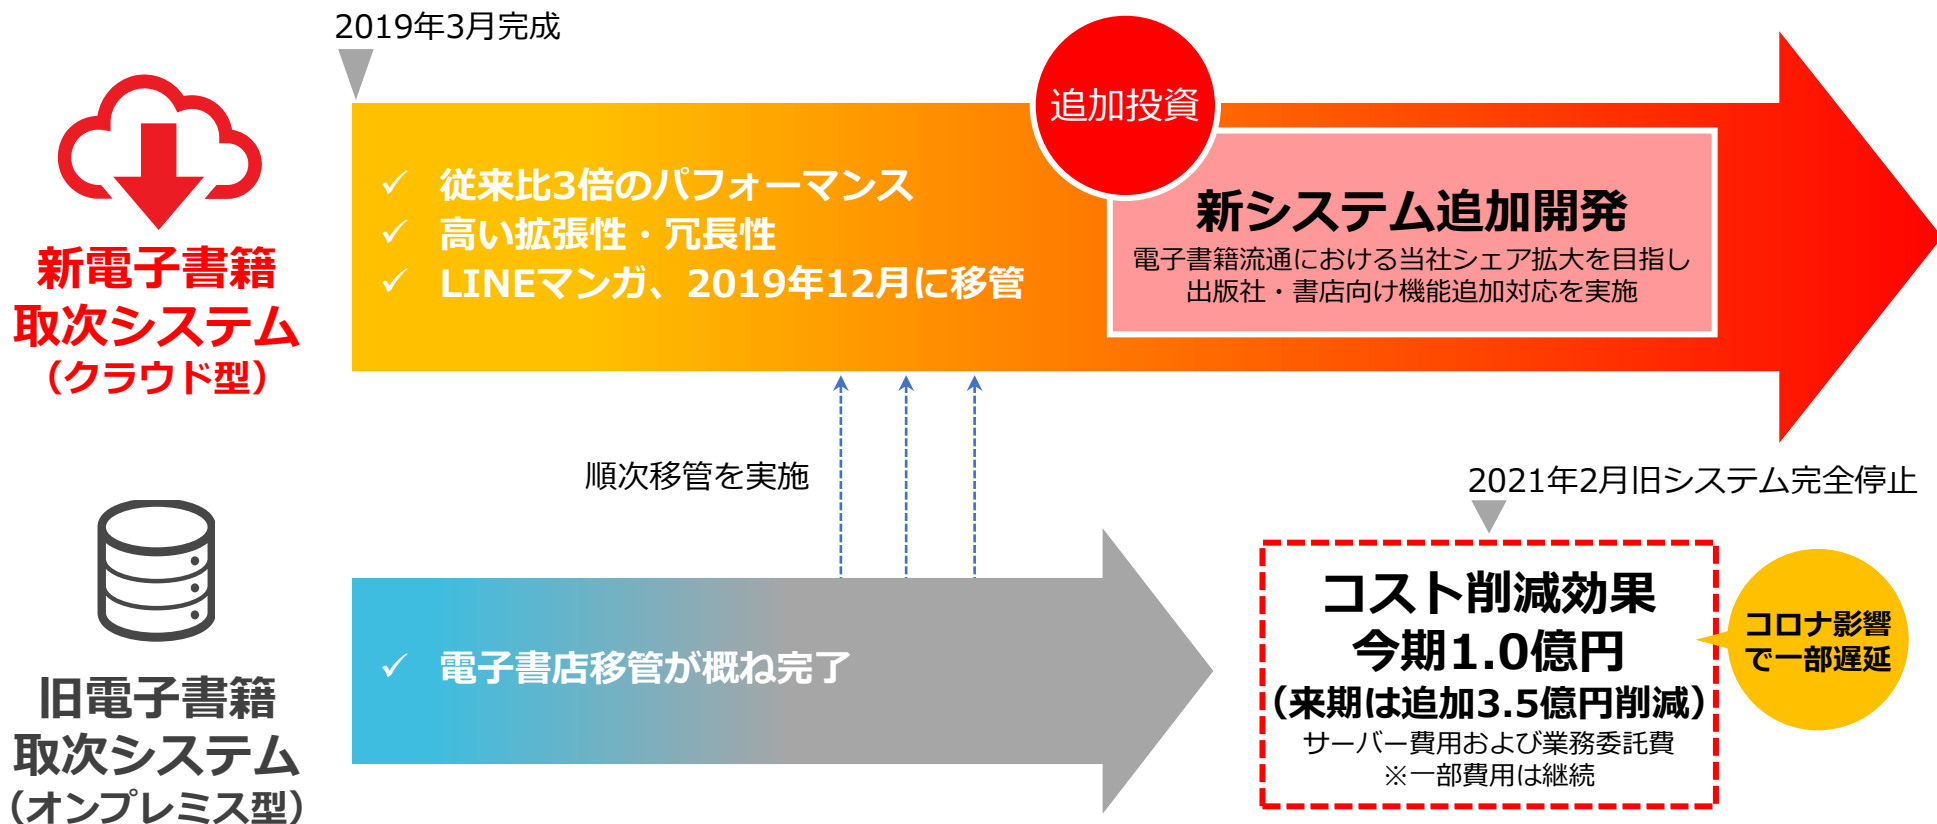 2019年3月完成
新電子書籍
取次システム
（クラウド型）
✓ 従来比3倍のパフォーマンス
✓ 高い拡張性・冗長性
✓ LINEマンガ、2019年12月に移管
追加投資
新システム追加開発
電子書籍流通における当社シェア拡大を目指し
出版社・書店向け機能追加対応を実施
順次移管を実施
旧電子書籍
取次システム
（オンプレミス型）
✓ 電子書店移管が概ね完了
2021年2月旧システム完全停止
コスト削減効果
今期1.0億円
（来期は追加3.5億円削減）
サーバー費用および業務委託費
※一部費用は継続
コロナ影響
で一部遅延